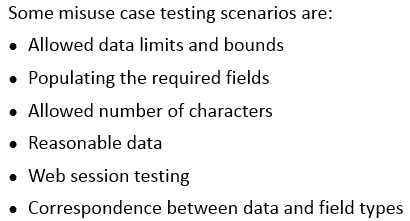 Some misuse case testing scenarios are:
• Allowed data limits and bounds
• Populating the required fields
• Allowed number of characters
• Reasonable data
• Web session testing
• Correspondence between data and field types